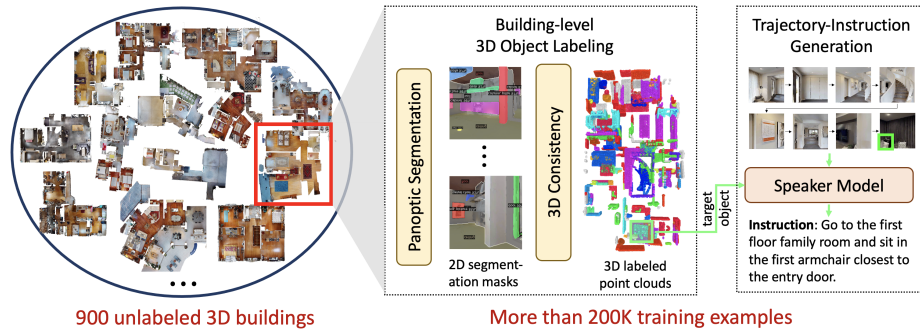 Building-level
3D Object Labeling
Trajectory-Instruction
Generation
Panoptic Segmentation
3D Consistency
2D segment-
ation masks
3D labeled
point clouds
target
object
Speaker Model
Instruction: Go to the first
floor family room and sit in
the first armchair closest to
the entry door.
900 unlabeled 3D buildings
More than 200K training examples